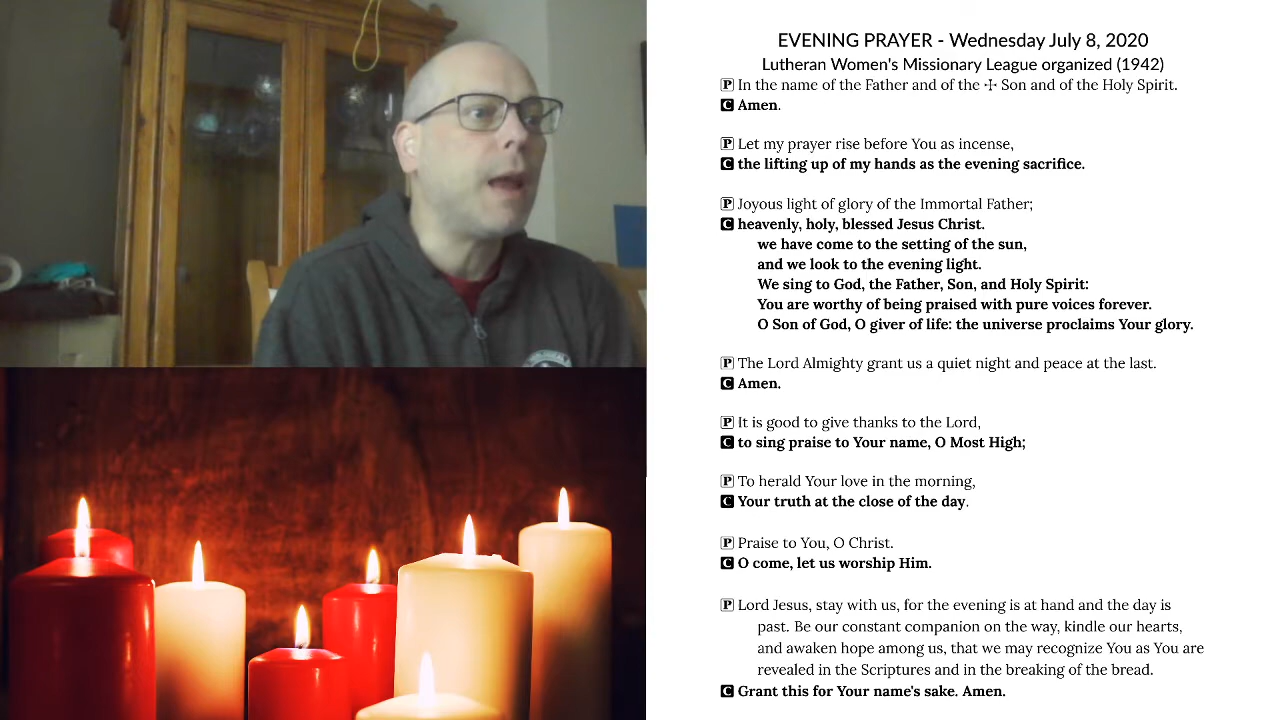 EVENING PRAYER - Wednesday July 8, 2020
Lutheran Women's Missionary League organized (1942)
P In the name of the Father and of the ☩ Son and of the Holy Spirit.
C Amen.
P Let my prayer rise before You as incense,
C the lifting up of my hands as the evening sacrifice.
P Joyous light of glory of the Immortal Father;
C heavenly, holy, blessed Jesus Christ.
we have come to the setting of the sun,
and we look to the evening light.
We sing to God, the Father, Son, and Holy Spirit:
You are worthy of being praised with pure voices forever.
O Son of God, O giver of life: the universe proclaims Your glory.
P The Lord Almighty grant us a quiet night and peace at the last.
C Amen.
P It is good to give thanks to the Lord,
C to sing praise to Your name, O Most High;
P To herald Your love in the morning,
C Your truth at the close of the day.
P Praise to You, O Christ.
C O come, let us worship Him.
P Lord Jesus, stay with us, for the evening is at hand and the day is
past. Be our constant companion on the way, kindle our hearts,
and awaken hope among us, that we may recognize You as You are
revealed in the Scriptures and in the breaking of the bread.
C Grant this for Your name's sake. Amen.